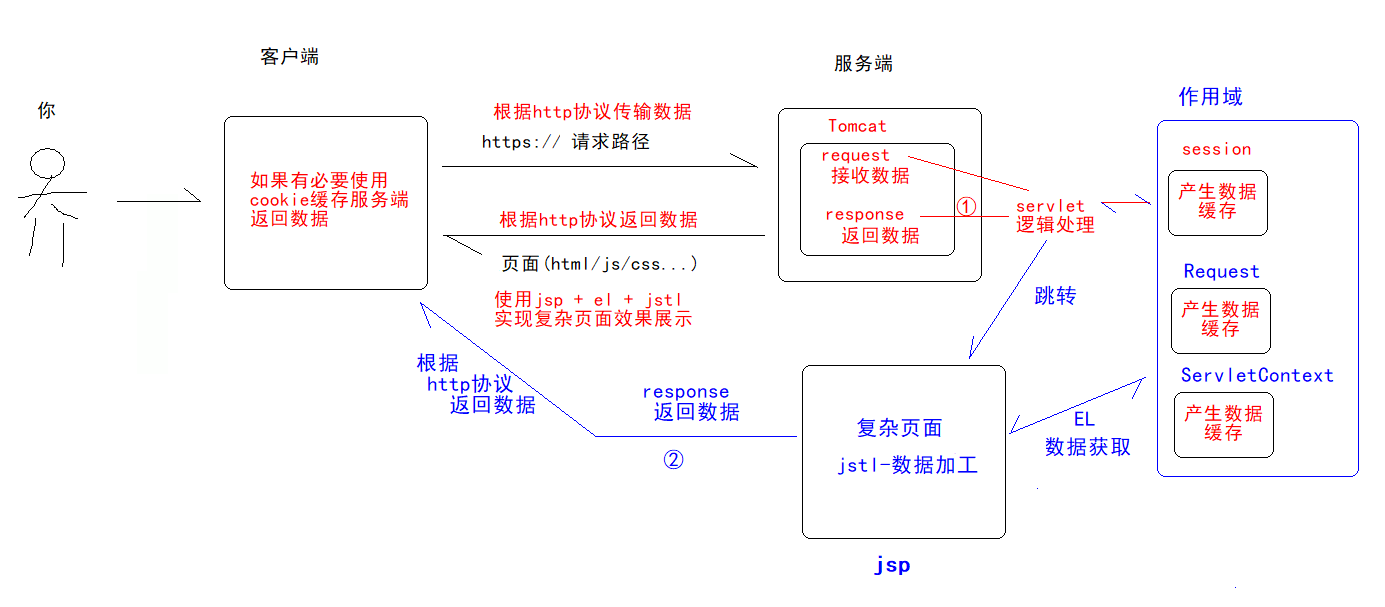 客户端
服务端
你
作用域
根据http协议传输数据
https:// 请求路径
Tomcat
request
接收数据
response
返回数据
①
servlet
逻辑处理
session
产生数据
缓存
如果有必要使用
cookie缓存服务端
返回数据
根据http协议返回数据
页面(html/js/css...)
使用jsp + el + jstl
实现复杂页面效果展示
跳转
Request
产生数据
缓存
ServletContext
产生数据
缓存
根据
http协议
返回数据
response
返回数据
②
复杂页面
jstl-数据加工
EL
数据获取
jsp